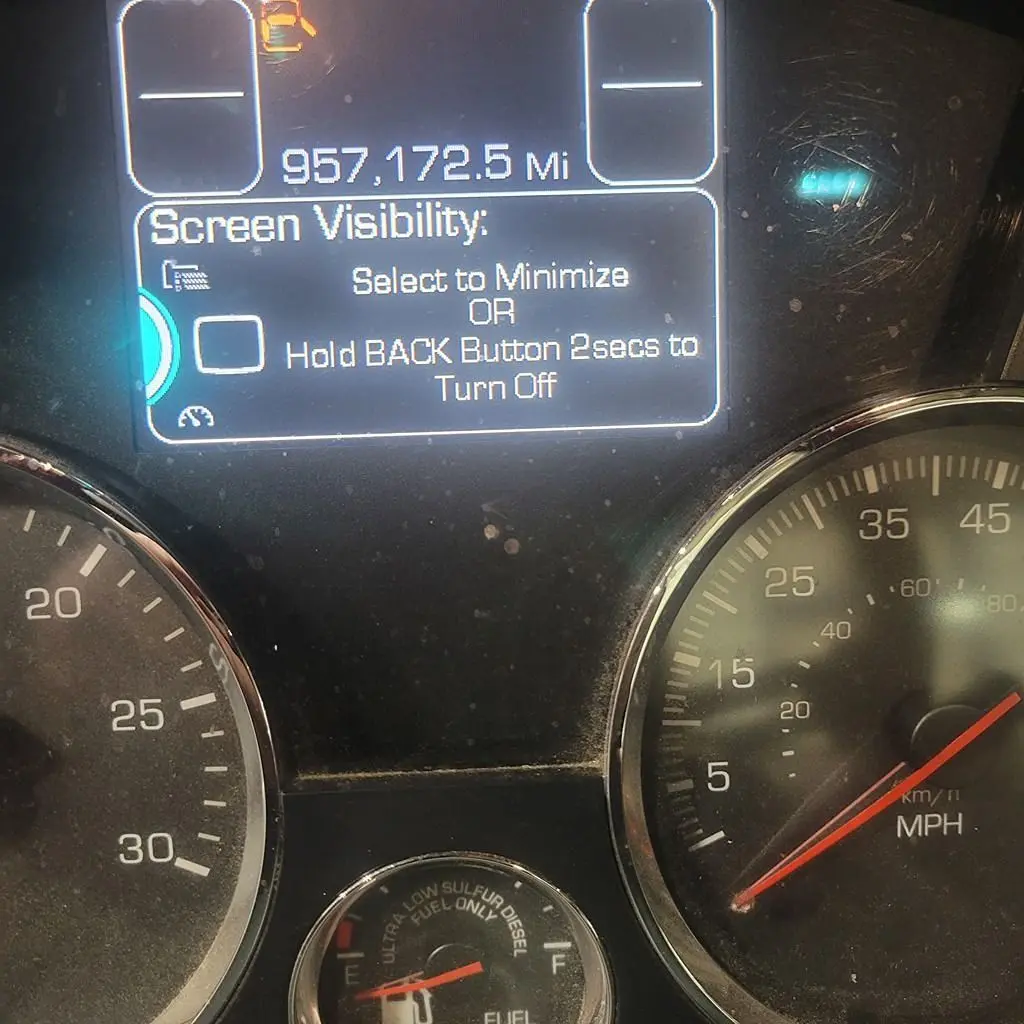 957,172.5 Mi
Screen Visibility:
Select to Minimize
OR
Hold BACK Button 2secs to
Turn Off
20
25
30
5
15
25
35
45
20
40
60
80
km/h
MPH
ULTRA LOW SULFUR DIESEL
FUEL ONLY
E
F
FUEL